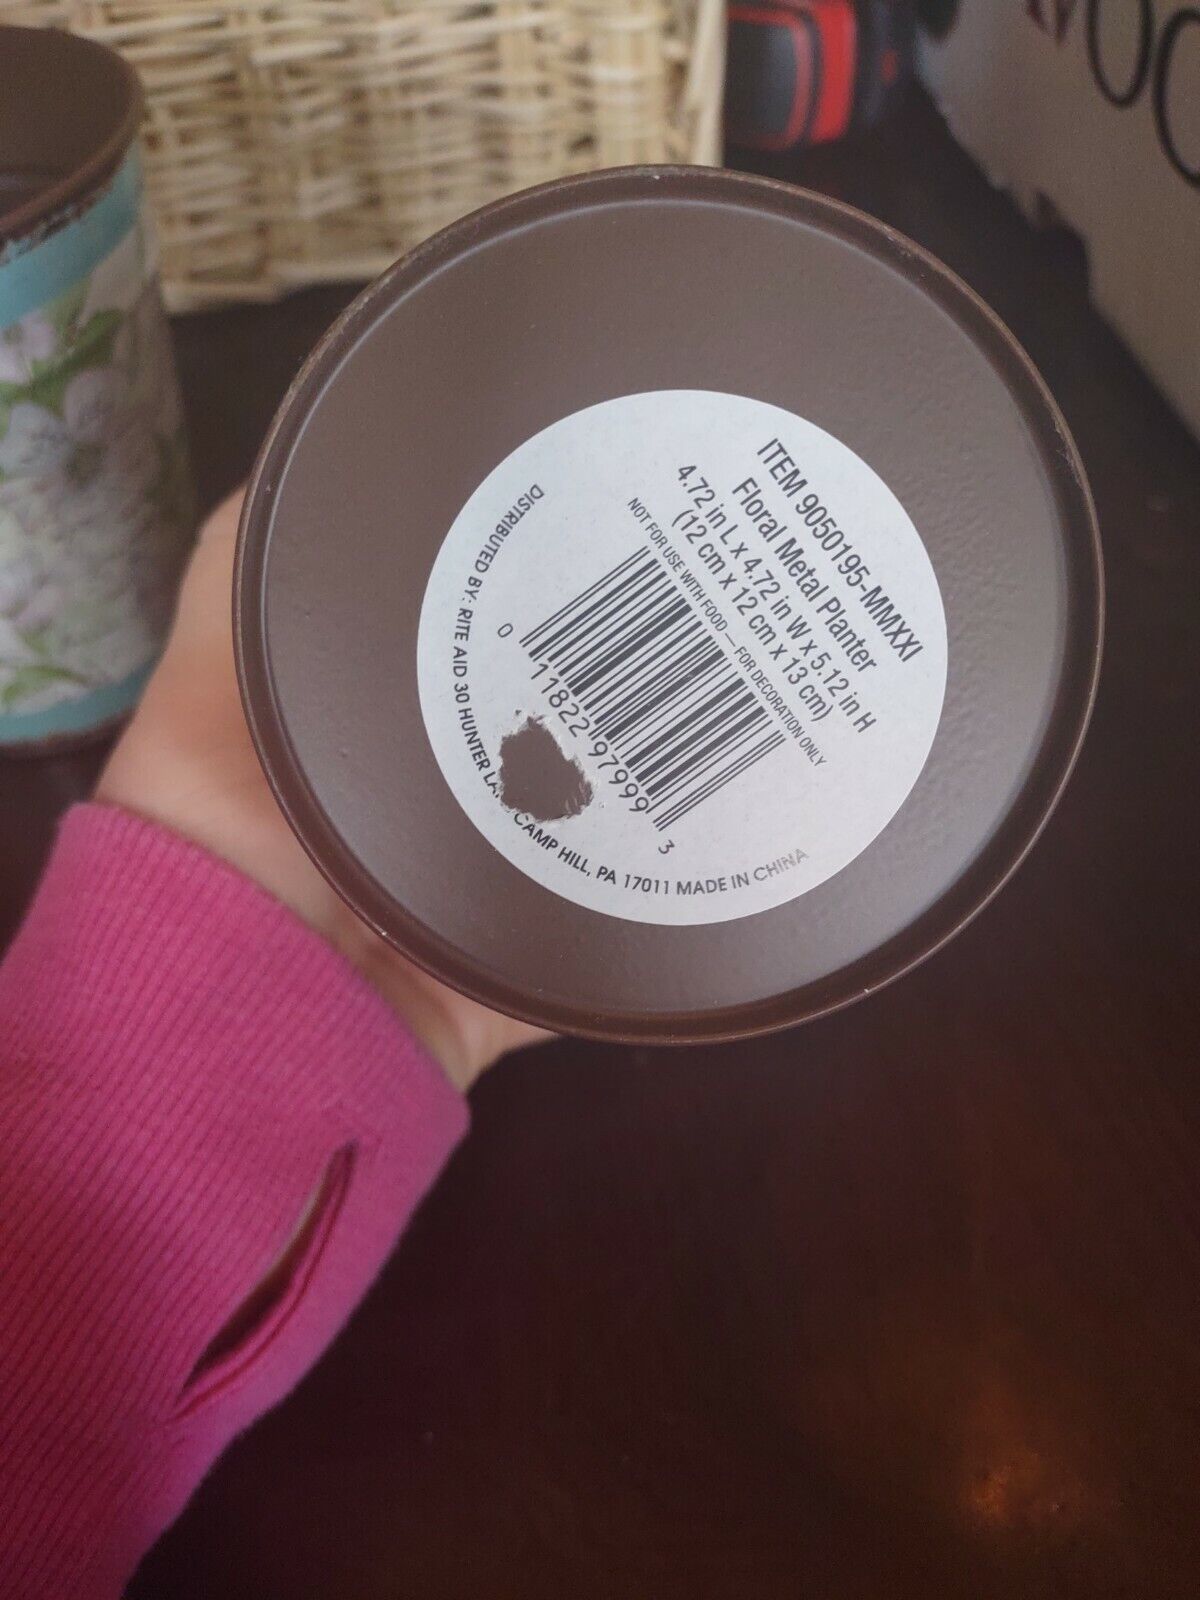 ITEM 9050195-MMXXI
Floral Metal Planter
4.72 in L x 4.72 in W x 5.12 in H
(12 cm x 12 cm x 13 cm)
NOT FOR USE WITH FOOD — FOR DECORATION ONLY
0 11822 97999 3
DISTRIBUTED BY: RITE AID 30 HUNTER CAMP HILL, PA 17011 MADE IN CHINA